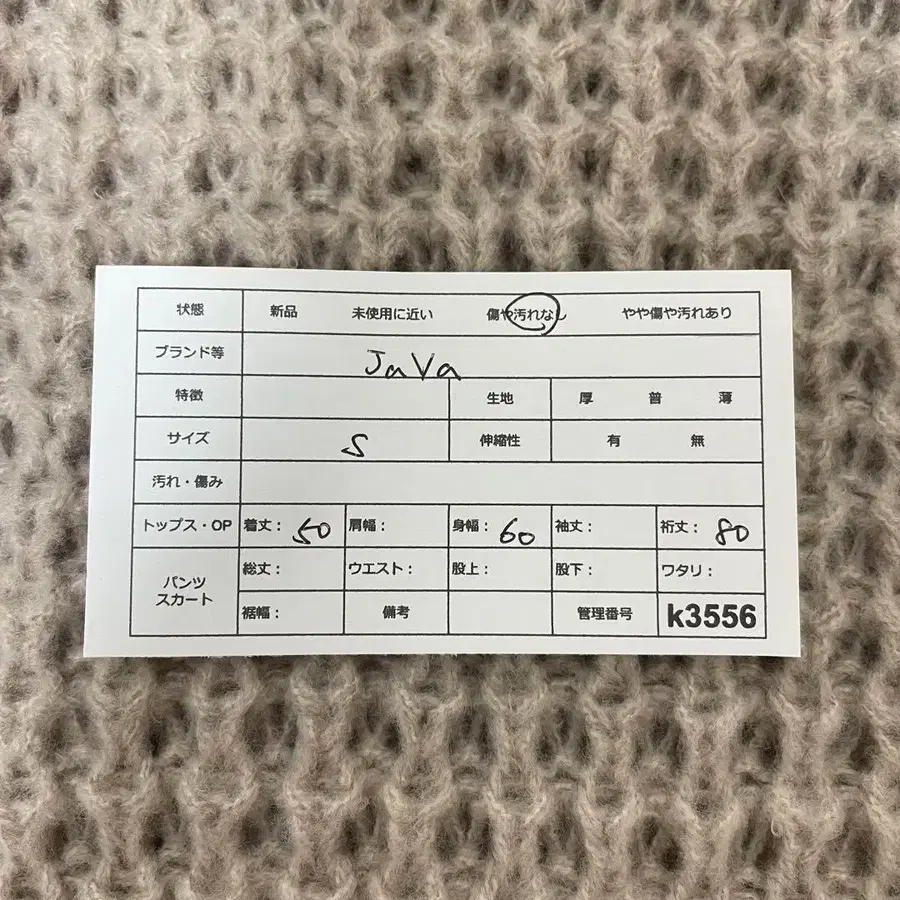 状態 新品 未使用に近い 傷や汚れなし やや傷や汚れあり
ブランド等 JaVa
特徴 生地 厚 普 薄
サイズ S 伸縮性 有 無
汚れ・傷み
トップス・OP 着丈: 50 肩幅: 身幅: 60 袖丈: 裄丈: 80
パンツ スカート 総丈: ウエスト: 股上: 股下: ワタリ:
裾幅: 備考 管理番号 k3556